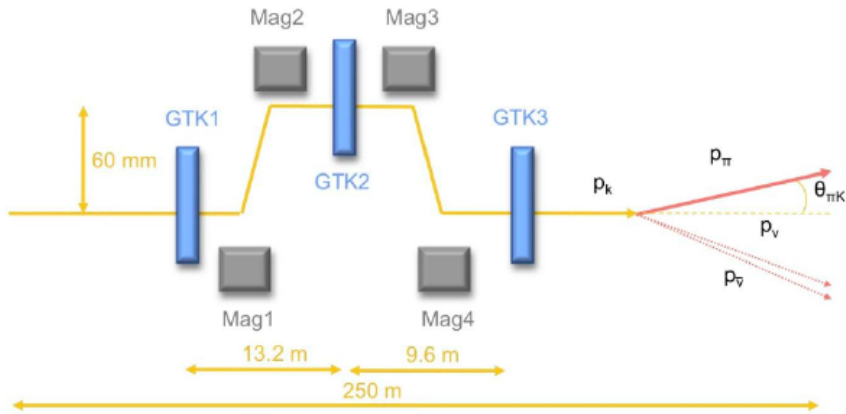 Mag2
Mag3
GTK1
GTK3
60 mm
GTK2
p_π
p_k
θ_πK
p_ν
p_ν̅
Mag1
Mag4
13.2 m
9.6 m
250 m